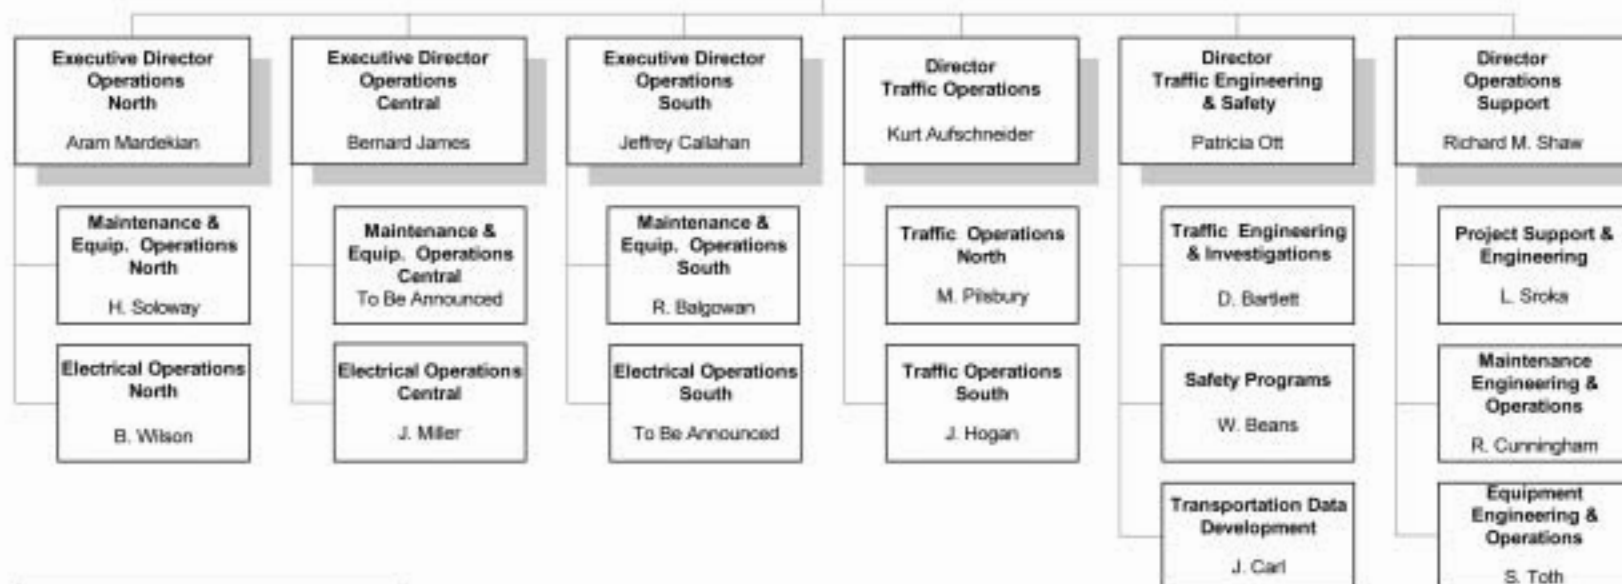 Executive Director
Operations
North
Aram Mardekian
Maintenance &
Equip. Operations
North
H. Soloway
Electrical Operations
North
B. Wilson
Executive Director
Operations
Central
Bernard James
Maintenance &
Equip. Operations
Central
To Be Announced
Electrical Operations
Central
J. Miller
Executive Director
Operations
South
Jeffrey Callahan
Maintenance &
Equip. Operations
South
R. Balgowan
Electrical Operations
South
To Be Announced
Director
Traffic Operations
Kurt Aufschneider
Traffic Operations
North
M. Pilsbury
Traffic Operations
South
J. Hogan
Director
Traffic Engineering
& Safety
Patricia Ott
Traffic Engineering
& Investigations
D. Bartlett
Safety Programs
W. Beans
Transportation Data
Development
J. Carl
Director
Operations
Support
Richard M. Shaw
Project Support &
Engineering
L. Sroka
Maintenance
Engineering &
Operations
R. Cunningham
Equipment
Engineering &
Operations
S. Toth